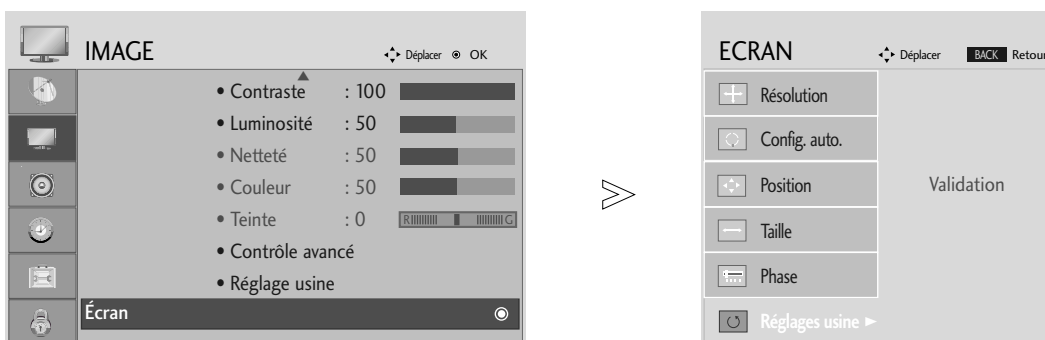 IMAGE
Déplacer OK
• Contraste : 100
• Luminosité : 50
• Netteté : 50
• Couleur : 50
• Teinte : 0 R G
• Contrôle avancé
• Réglage usine
Écran
ECRAN
Déplacer BACK Retour
Résolution
Config. auto.
Position
Taille
Phase
Réglages usine ►
Validation